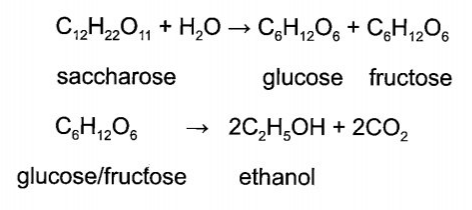 C₁₂H₂₂O₁₁ + H₂O → C₆H₁₂O₆ + C₆H₁₂O₆
saccharose glucose fructose
C₆H₁₂O₆ → 2C₂H₅OH + 2CO₂
glucose/fructose ethanol